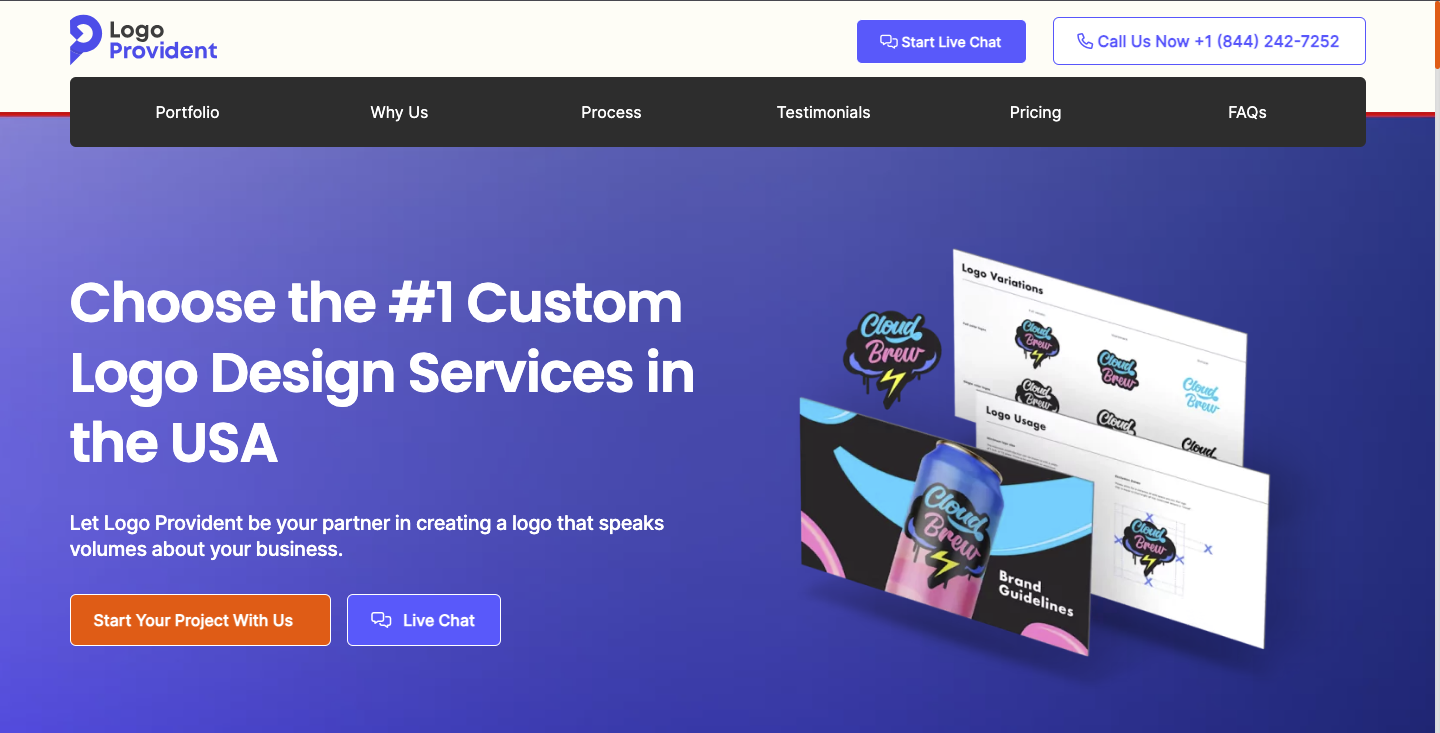 Logo
Provident
Start Live Chat
Call Us Now +1 (844) 242-7252
Portfolio
Why Us
Process
Testimonials
Pricing
FAQs
Choose the #1 Custom
Logo Design Services in
the USA
Let Logo Provident be your partner in creating a logo that speaks
volumes about your business.
Start Your Project With Us
Live Chat
Cloud
Brew
Logo Variations
Cloud
Brew
Cloud
Brew
Cloud
Brew
Cloud
Brew
Cloud
Brew
Cloud
Logo Usage
Cloud
Brew
Cloud
Brew
Brand
Guidelines